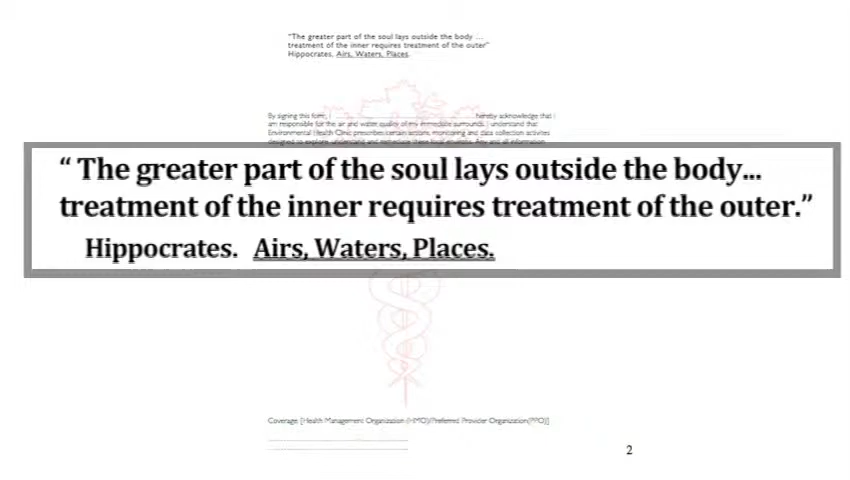 "The greater part of the soul lays outside the body ...
treatment of the inner requires treatment of the outer"
Hippocrates. Airs, Waters, Places.
By signing this form, I hereby acknowledge that I
am responsible for the air and water quality of my immediate surrounds. I understand that
Environmental Health Clinic prescribes certain actions, monitoring and data collection activities
designed to explore, understand and remediate these local environs. Any and all information
“ The greater part of the soul lays outside the body...
treatment of the inner requires treatment of the outer.”
Hippocrates. Airs, Waters, Places.
Coverage: [Health Management Organization (HMO)/Preferred Provider Organization(PPO)]
2